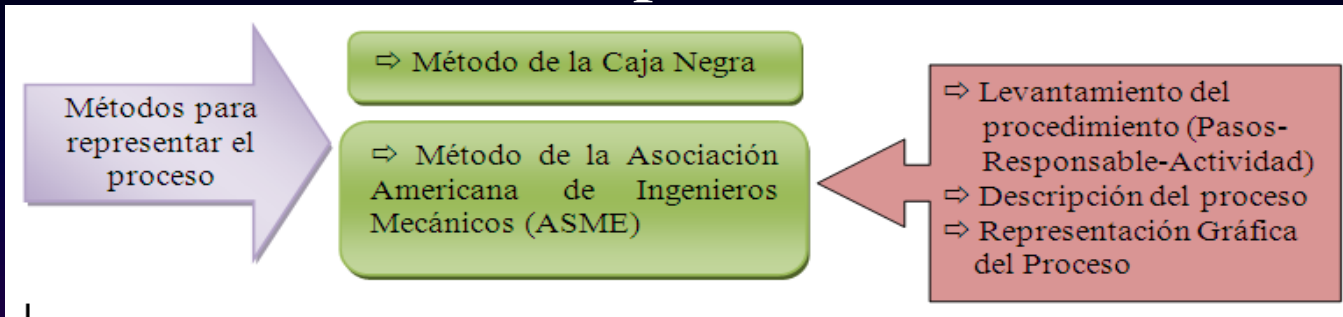 Métodos para
representar el
proceso
⇨ Método de la Caja Negra
⇨ Método de la Asociación
Americana de Ingenieros
Mecánicos (ASME)
⇨ Levantamiento del
procedimiento (Pasos-
Responsable-Actividad)
⇨ Descripción del proceso
⇨ Representación Gráfica
del Proceso